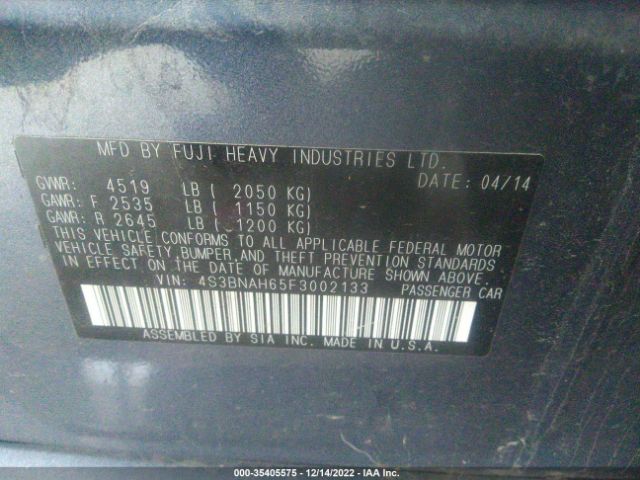 MFD BY FUJI HEAVY INDUSTRIES LTD.
GVWR: 4519 LB ( 2050 KG) DATE: 04/14
GAWR: F 2535 LB ( 1150 KG)
GAWR: R 2645 LB ( 1200 KG)
THIS VEHICLE CONFORMS TO ALL APPLICABLE FEDERAL MOTOR
VEHICLE SAFETY, BUMPER, AND THEFT PREVENTION STANDARDS
IN EFFECT ON THE DATE OF MANUFACTURE SHOWN ABOVE.
VIN: 4S3BNAH65F3002133 PASSENGER CAR
ASSEMBLED BY SIA INC. MADE IN U.S.A.
000-35405575 - 12/14/2022 - IAA Inc.